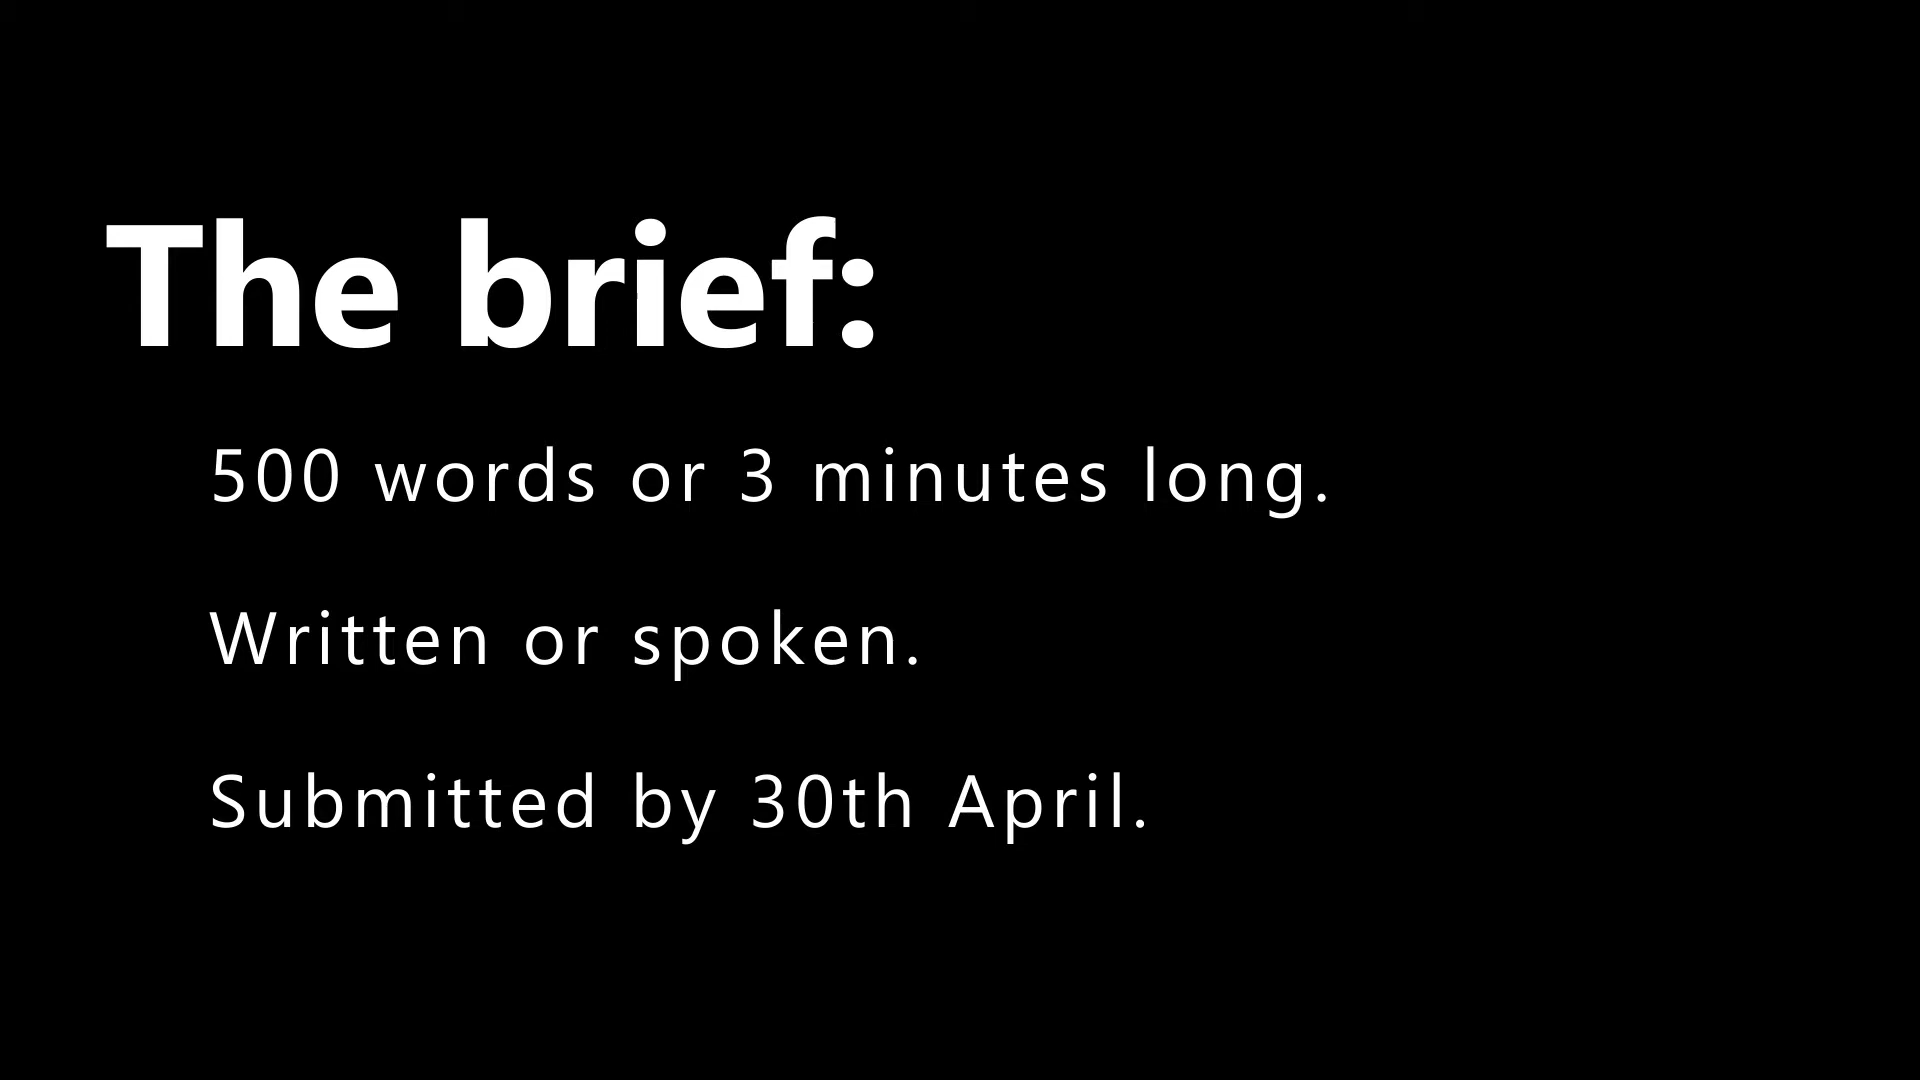 The brief:
500 words or 3 minutes long.
Written or spoken.
Submitted by 30th April.